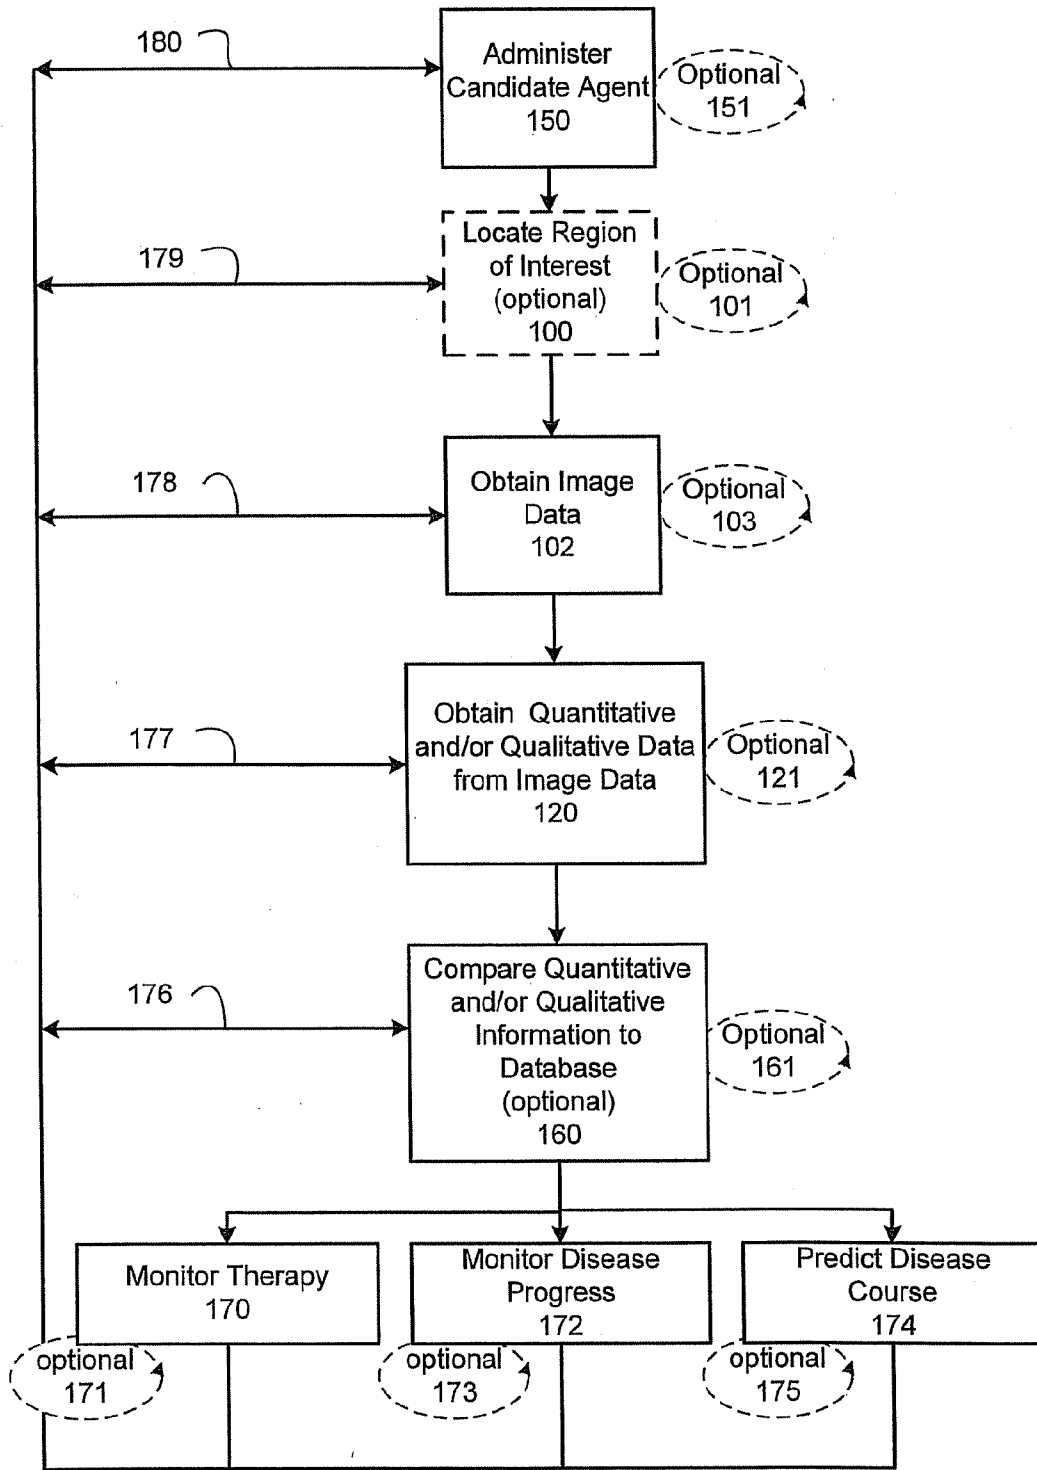 180
Administer
Candidate Agent
150
Optional
151
179
Locate Region
of Interest
(optional)
100
Optional
101
178
Obtain Image
Data
102
Optional
103
177
Obtain Quantitative
and/or Qualitative Data
from Image Data
120
Optional
121
176
Compare Quantitative
and/or Qualitative
Information to
Database
(optional)
160
Optional
161
Monitor Therapy
170
Monitor Disease
Progress
172
Predict Disease
Course
174
optional
171
optional
173
optional
175